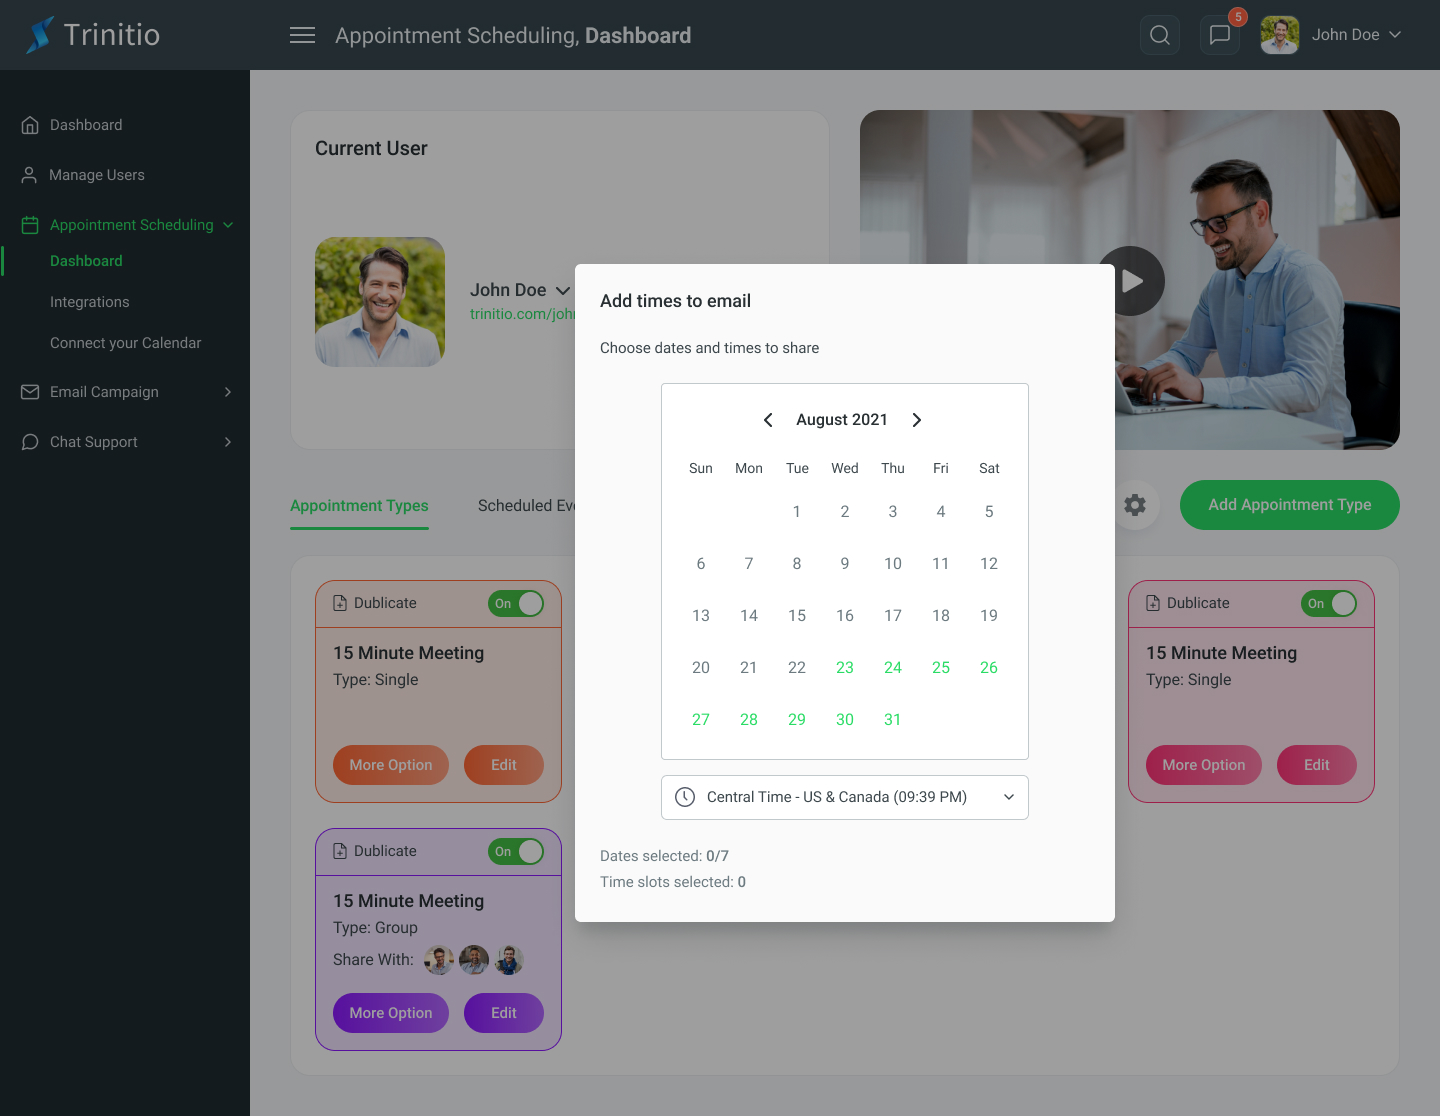 Trinitio
Appointment Scheduling, Dashboard
5
John Doe
Dashboard
Manage Users
Appointment Scheduling
Dashboard
Integrations
Connect your Calendar
Email Campaign
Chat Support
Current User
John Doe
trinitio.com/john
Appointment Types
Scheduled Eve
Add Appointment Type
Dublicate
On
15 Minute Meeting
Type: Single
More Option
Edit
Dublicate
On
15 Minute Meeting
Type: Single
More Option
Edit
Dublicate
On
15 Minute Meeting
Type: Group
Share With:
More Option
Edit
Add times to email
Choose dates and times to share
August 2021
Sun Mon Tue Wed Thu Fri Sat
1 2 3 4 5
6 7 8 9 10 11 12
13 14 15 16 17 18 19
20 21 22 23 24 25 26
27 28 29 30 31
Central Time - US & Canada (09:39 PM)
Dates selected: 0/7
Time slots selected: 0